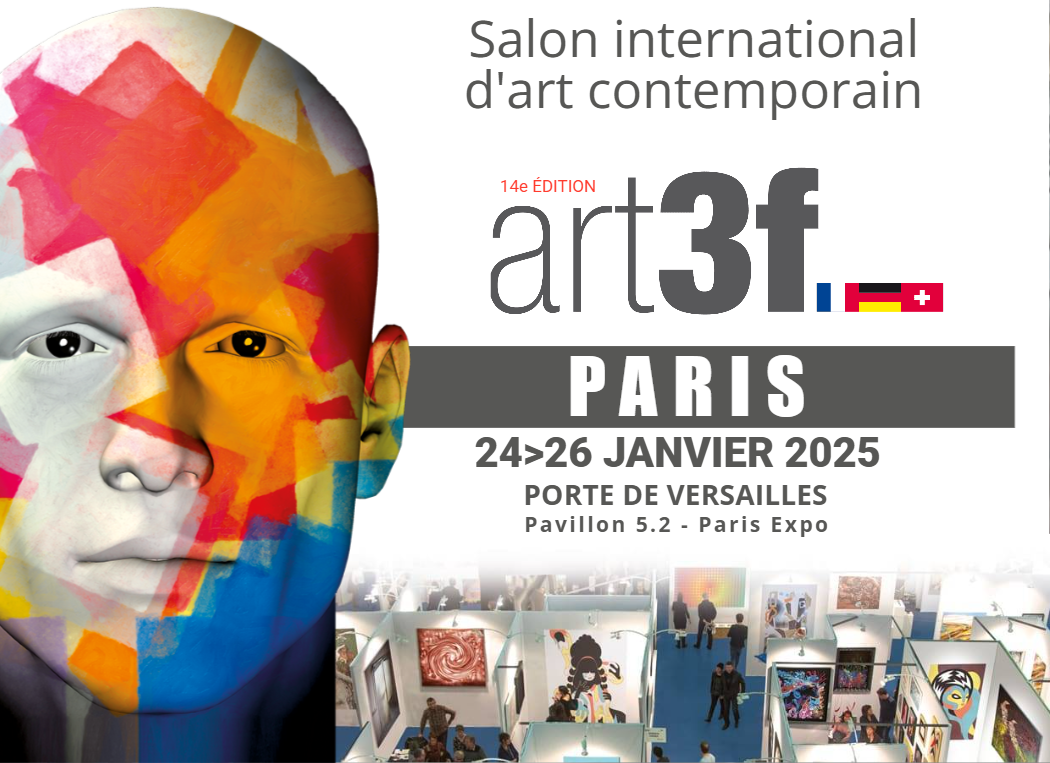 Salon international
d'art contemporain
14e ÉDITION
art3f
PARIS
24>26 JANVIER 2025
PORTE DE VERSAILLES
Pavillon 5.2 - Paris Expo